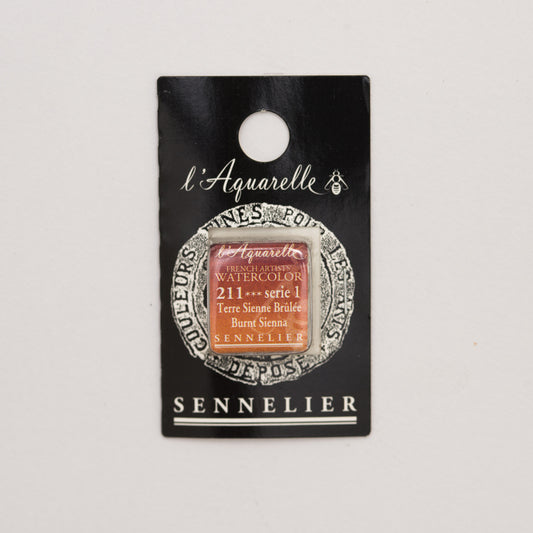 l'Aquarelle
COULEURS FINES POUR LES ARTS
DÉPOSÉ
l'Aquarelle
FRENCH ARTISTS'
WATERCOLOR
211 *** serie 1
Terre Sienne Brûlée
Burnt Sienna
SENNELIER
SENNELIER